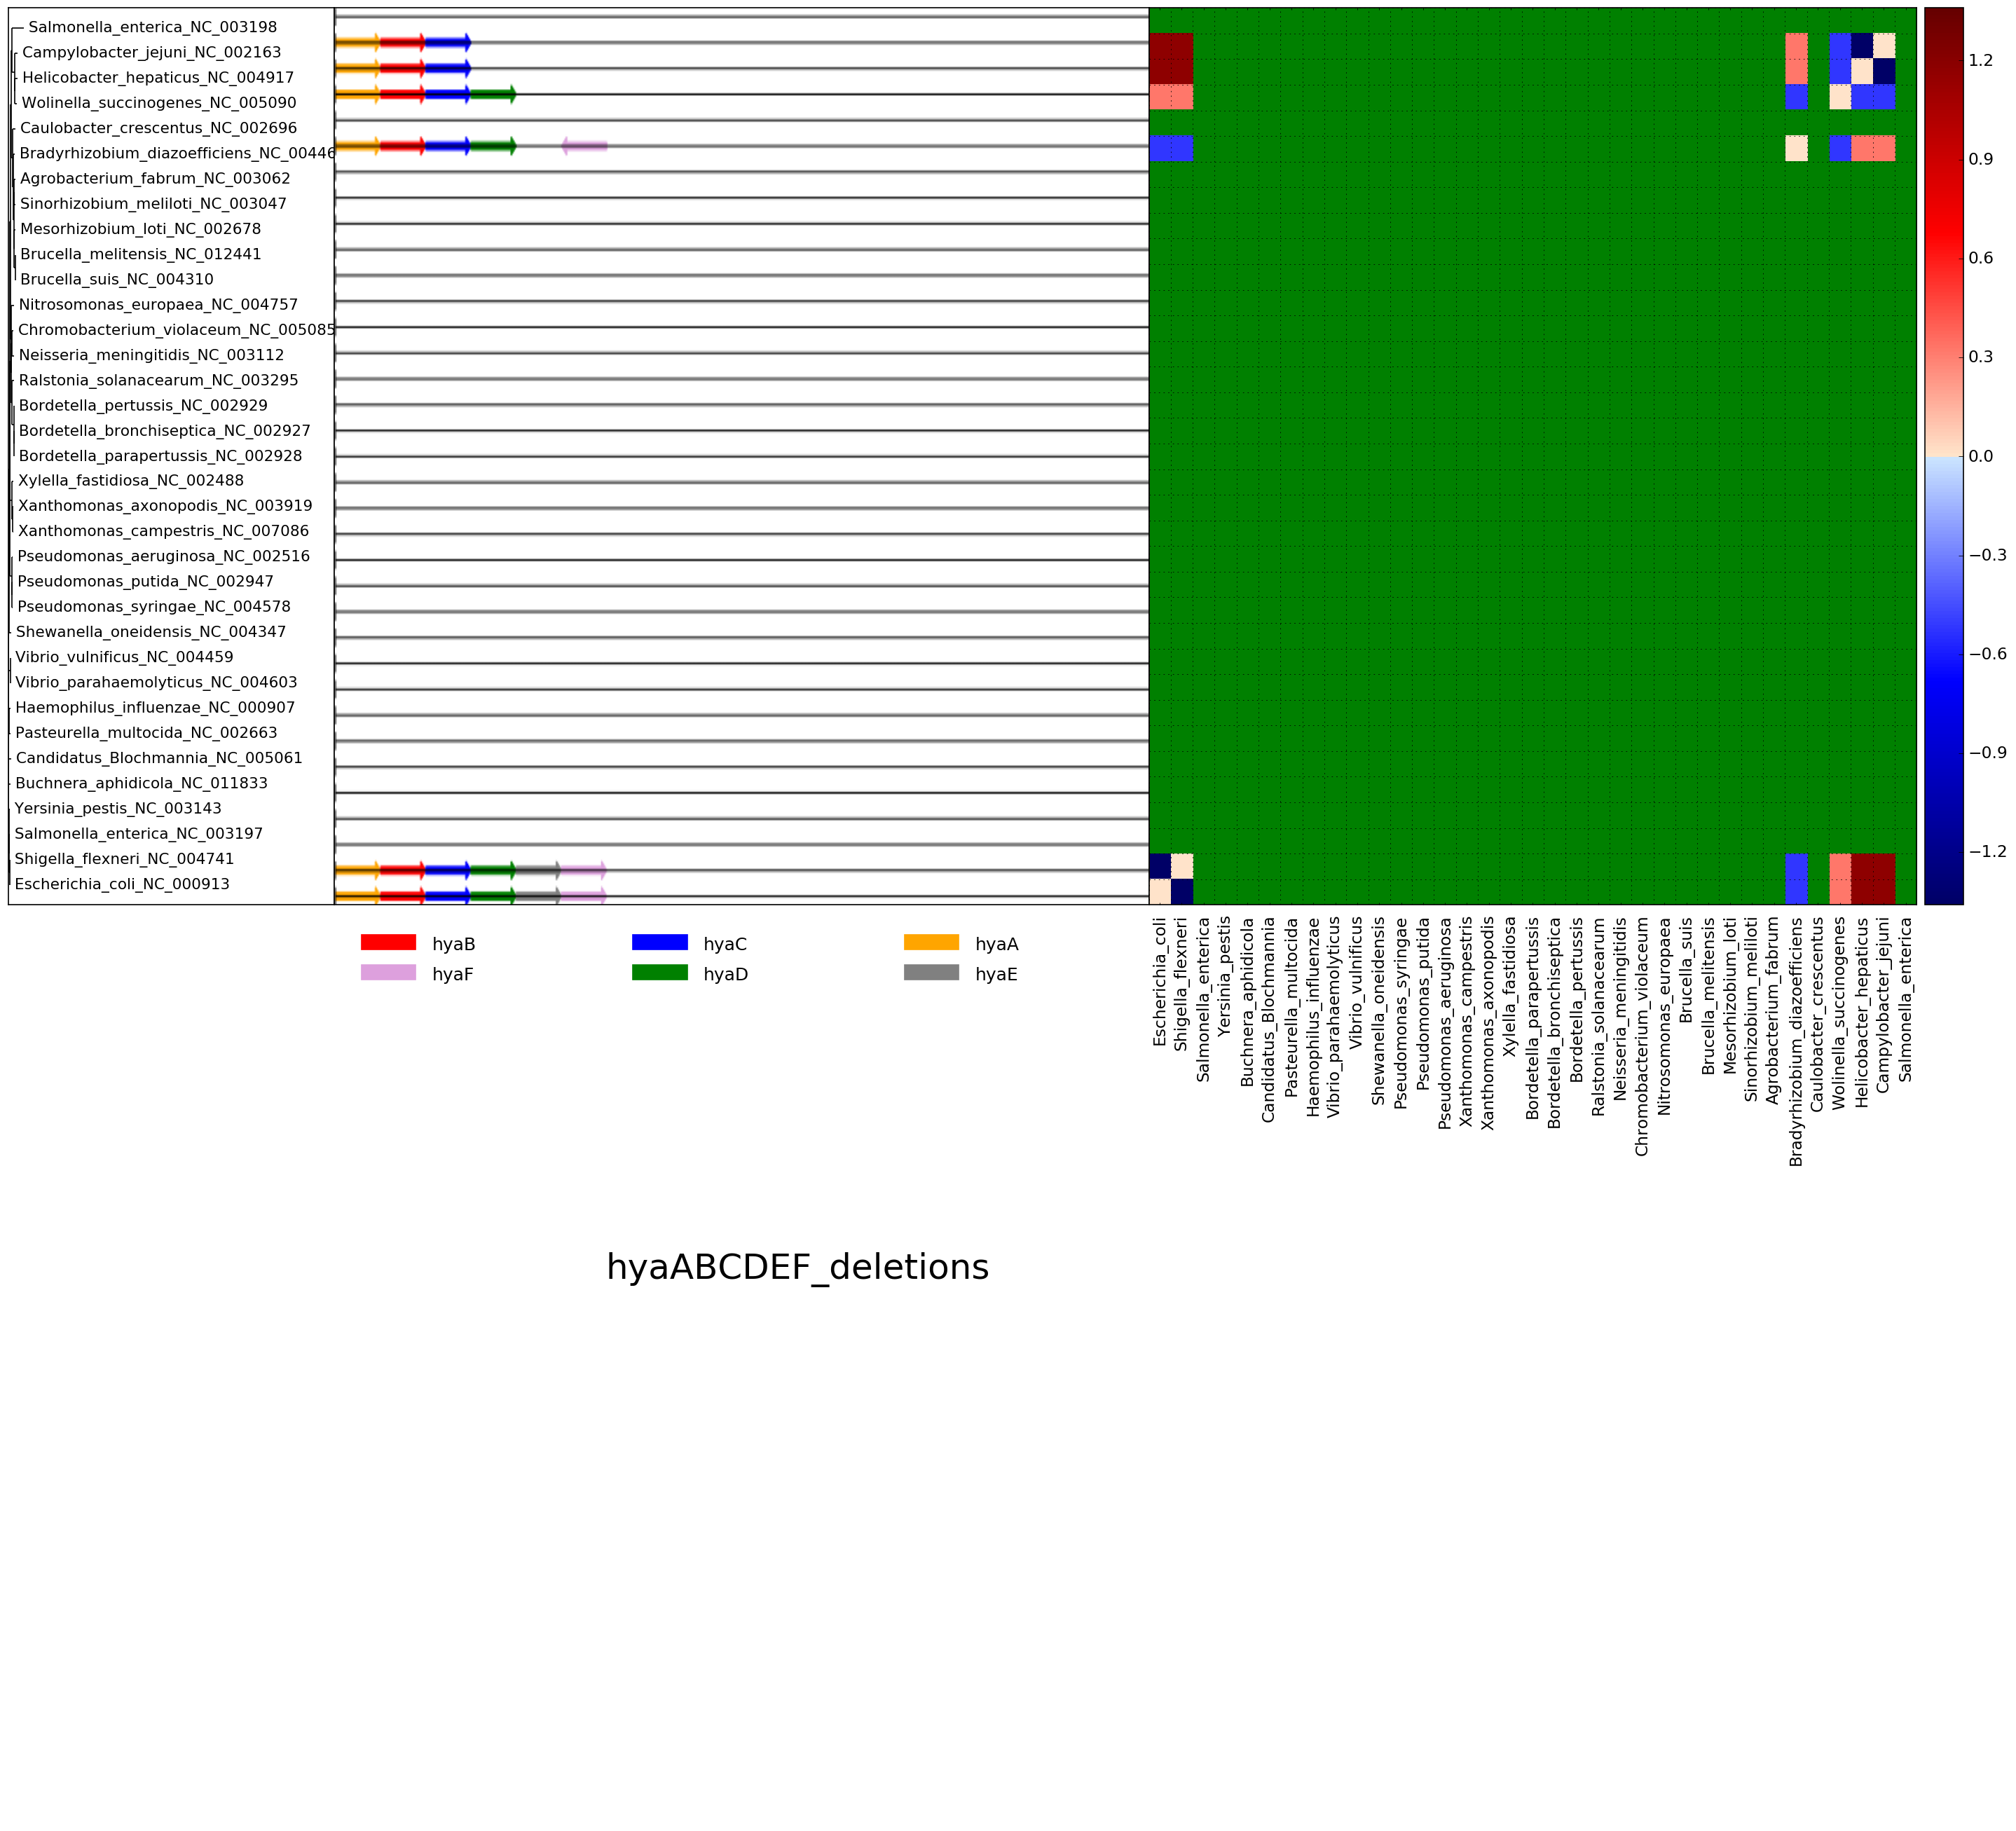 Salmonella_enterica_NC_003198
Campylobacter_jejuni_NC_002163
Helicobacter_hepaticus_NC_004917
Wolinella_succinogenes_NC_005090
Caulobacter_crescentus_NC_002696
Bradyrhizobium_diazoefficiens_NC_00446
Agrobacterium_fabrum_NC_003062
Sinorhizobium_meliloti_NC_003047
Mesorhizobium_loti_NC_002678
Brucella_melitensis_NC_012441
Brucella_suis_NC_004310
Nitrosomonas_europaea_NC_004757
Chromobacterium_violaceum_NC_005085
Neisseria_meningitidis_NC_003112
Ralstonia_solanacearum_NC_003295
Bordetella_pertussis_NC_002929
Bordetella_bronchiseptica_NC_002927
Bordetella_parapertussis_NC_002928
Xylella_fastidiosa_NC_002488
Xanthomonas_axonopodis_NC_003919
Xanthomonas_campestris_NC_007086
Pseudomonas_aeruginosa_NC_002516
Pseudomonas_putida_NC_002947
Pseudomonas_syringae_NC_004578
Shewanella_oneidensis_NC_004347
Vibrio_vulnificus_NC_004459
Vibrio_parahaemolyticus_NC_004603
Haemophilus_influenzae_NC_000907
Pasteurella_multocida_NC_002663
Candidatus_Blochmannia_NC_005061
Buchnera_aphidicola_NC_011833
Yersinia_pestis_NC_003143
Salmonella_enterica_NC_003197
Shigella_flexneri_NC_004741
Escherichia_coli_NC_000913
1.2
0.9
0.6
0.3
0.0
−0.3
−0.6
−0.9
−1.2
hyaB
hyaC
hyaA
hyaF
hyaD
hyaE
Escherichia_coli
Shigella_flexneri
Salmonella_enterica
Yersinia_pestis
Buchnera_aphidicola
Candidatus_Blochmannia
Pasteurella_multocida
Haemophilus_influenzae
Vibrio_parahaemolyticus
Vibrio_vulnificus
Shewanella_oneidensis
Pseudomonas_syringae
Pseudomonas_putida
Pseudomonas_aeruginosa
Xanthomonas_campestris
Xanthomonas_axonopodis
Xylella_fastidiosa
Bordetella_parapertussis
Bordetella_bronchiseptica
Bordetella_pertussis
Ralstonia_solanacearum
Neisseria_meningitidis
Chromobacterium_violaceum
Nitrosomonas_europaea
Brucella_suis
Brucella_melitensis
Mesorhizobium_loti
Sinorhizobium_meliloti
Agrobacterium_fabrum
Bradyrhizobium_diazoefficiens
Caulobacter_crescentus
Wolinella_succinogenes
Helicobacter_hepaticus
Campylobacter_jejuni
Salmonella_enterica
hyaABCDEF_deletions